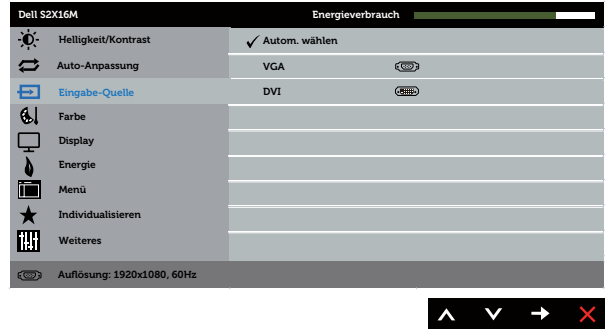 Dell S2X16M Energieverbrauch
Helligkeit/Kontrast Autom. wählen
Auto-Anpassung VGA
Eingabe-Quelle DVI
Farbe
Display
Energie
Menü
Individualisieren
Weiteres
Auflösung: 1920x1080, 60Hz